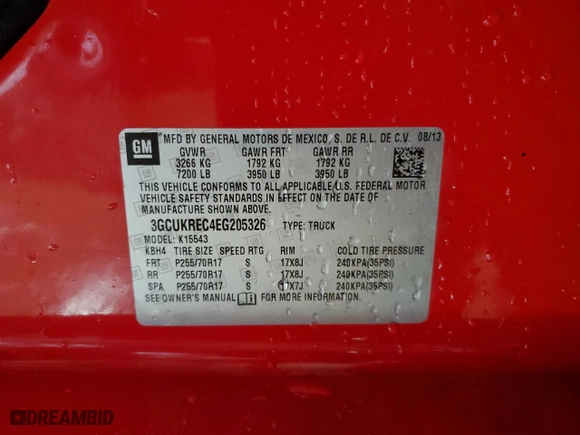 GM
MFD BY GENERAL MOTORS DE MEXICO, S. DE R.L. DE C.V. 08/13
GVWR GAWR FRT GAWR RR
3266 KG 1792 KG 1792 KG
7200 LB 3950 LB 3950 LB
THIS VEHICLE CONFORMS TO ALL APPLICABLE U.S. FEDERAL MOTOR
VEHICLE SAFETY STANDARDS IN EFFECT ON THE DATE OF
MANUFACTURE SHOWN ABOVE.
3GCUKREC4EG205326 TYPE: TRUCK
MODEL: K15543
KBH4 TIRE SIZE SPEED RTG RIM COLD TIRE PRESSURE
FRT P255/70R17 S 17X8J 240KPA(35PSI)
RR P255/70R17 S 17X8J 240KPA(35PSI)
SPA P255/70R17 S 17X7J 240KPA(35PSI)
SEE OWNER'S MANUAL FOR MORE INFORMATION.
DREAMBID